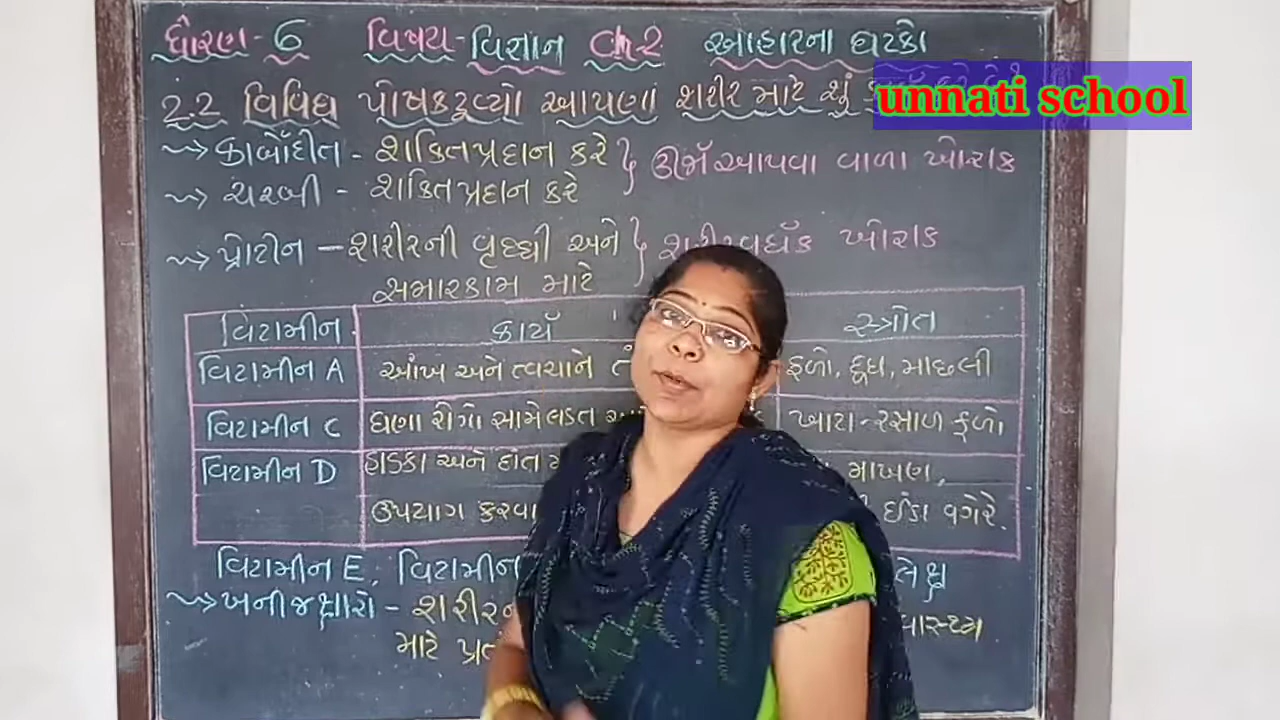 ધોરણ - 6 વિષય - વિજ્ઞાન Ch-2 આહારના ઘટકો
2.2 વિવિધ પોષકદ્રવ્યો આપણાં શરીર માટે શું
unnati school
~> કાર્બોદીત - શક્તિ પ્રદાન કરે } ઊર્જા આપવા વાળા ખોરાક
~> ચરબી - શક્તિ પ્રદાન કરે
~> પ્રોટીન - શરીરની વૃધ્ધી અને } શરીરવર્ધક ખોરાક
સમારકામ માટે
વિટામીન કાર્ય સ્ત્રોત
વિટામીન A આંખ અને ત્વચાને ફળો, દૂધ, માછલી
વિટામીન C ઘણા રોગો સામે લડત ખાટા-રસાળ ફળો
વિટામીન D હાડકા અને દાંત માખણ,
ઉપયોગ કરવા ઈંડા વગેરે.
વિટામીન E, વિટામીન
~> ખનીજક્ષારો - શરીરના
માટે